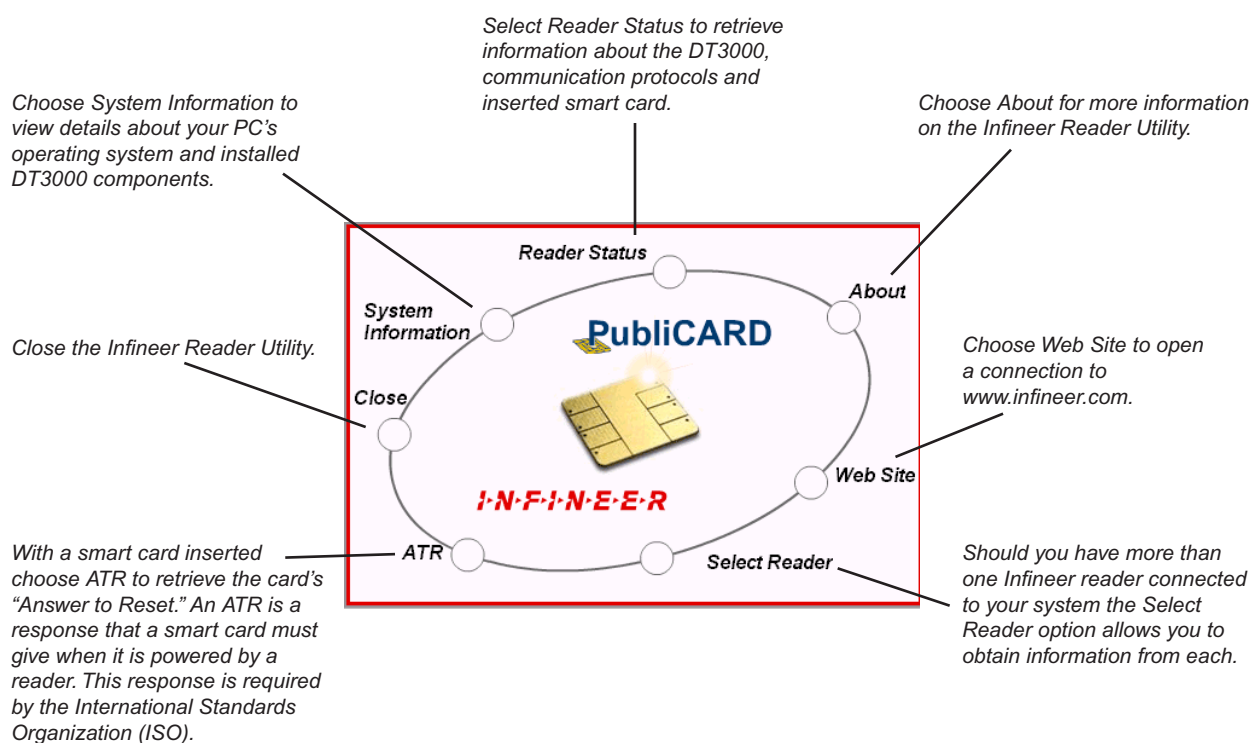 Select Reader Status to retrieve
information about the DT3000,
communication protocols and
inserted smart card.
Choose System Information to
view details about your PC's
operating system and installed
DT3000 components.
Choose About for more information
on the Infineer Reader Utility.
Reader Status
About
System
Information
PubliCARD
Close the Infineer Reader Utility.
Choose Web Site to open
a connection to
www.infineer.com.
Close
Web Site
I·N·F·I·N·E·E·R
ATR
Select Reader
With a smart card inserted
choose ATR to retrieve the card's
“Answer to Reset.” An ATR is a
response that a smart card must
give when it is powered by a
reader. This response is required
by the International Standards
Organization (ISO).
Should you have more than
one Infineer reader connected
to your system the Select
Reader option allows you to
obtain information from each.